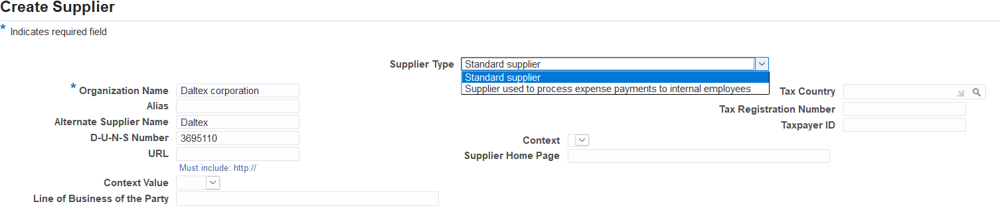 Create Supplier
* Indicates required field
Supplier Type Standard supplier
Standard supplier
Supplier used to process expense payments to internal employees
* Organization Name Daltex corporation
Tax Country
Alias
Tax Registration Number
Alternate Supplier Name Daltex
Taxpayer ID
D-U-N-S Number 3695110
Context
URL
Supplier Home Page
Must include: http://
Context Value
Line of Business of the Party